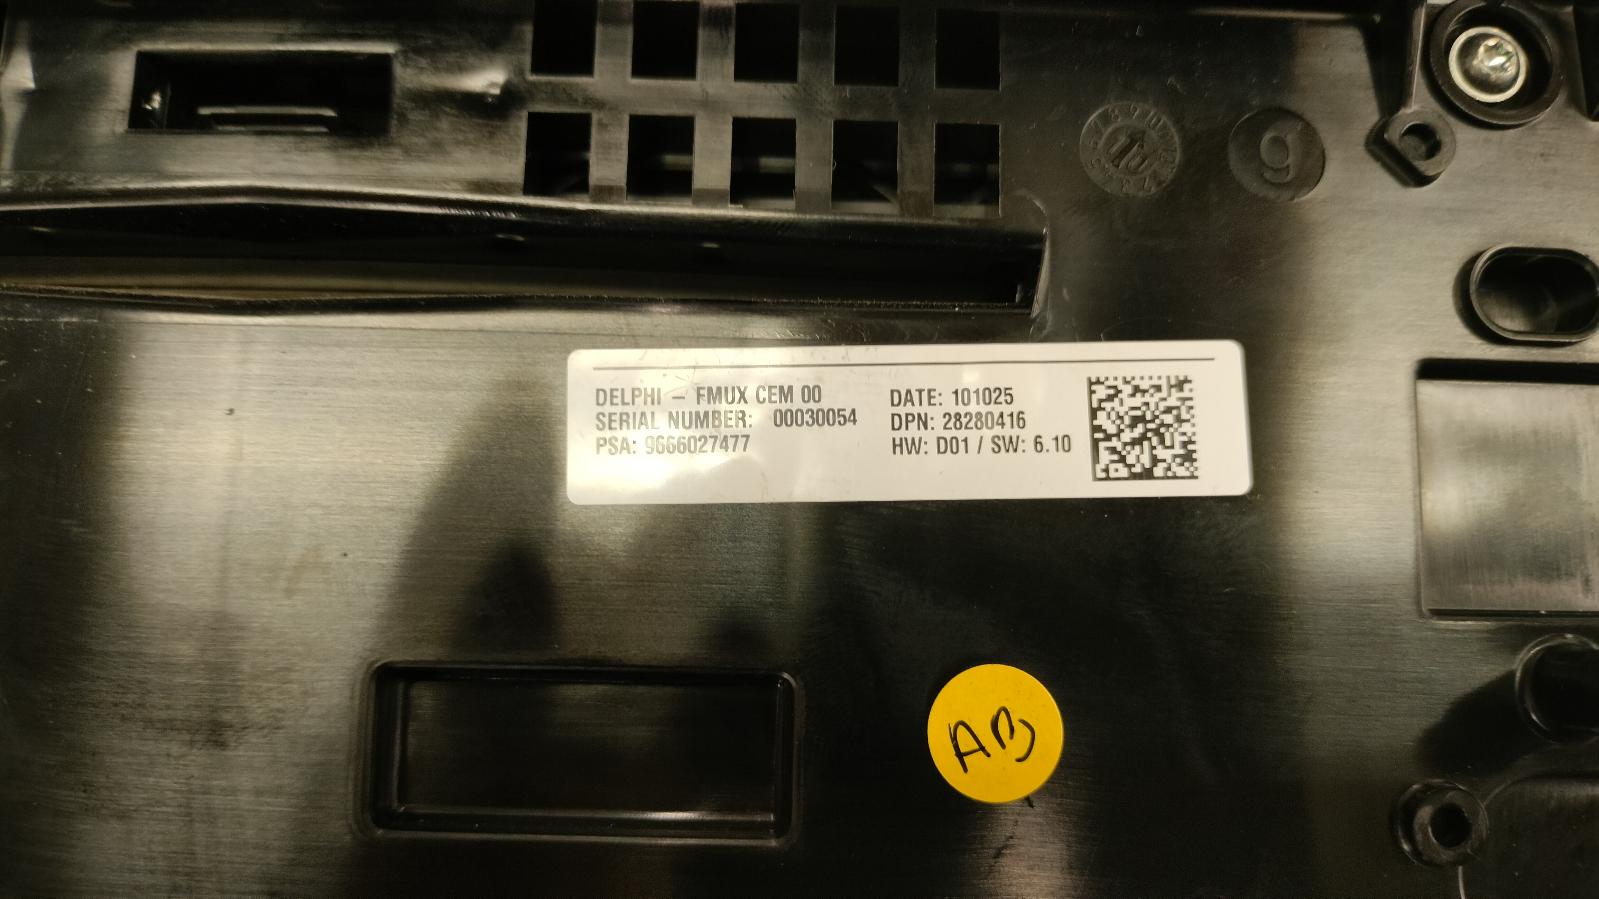 9
DELPHI - FMUX CEM 00
SERIAL NUMBER: 00030054
PSA: 9666027477
DATE: 101025
DPN: 28280416
HW: D01 / SW: 6.10
AB